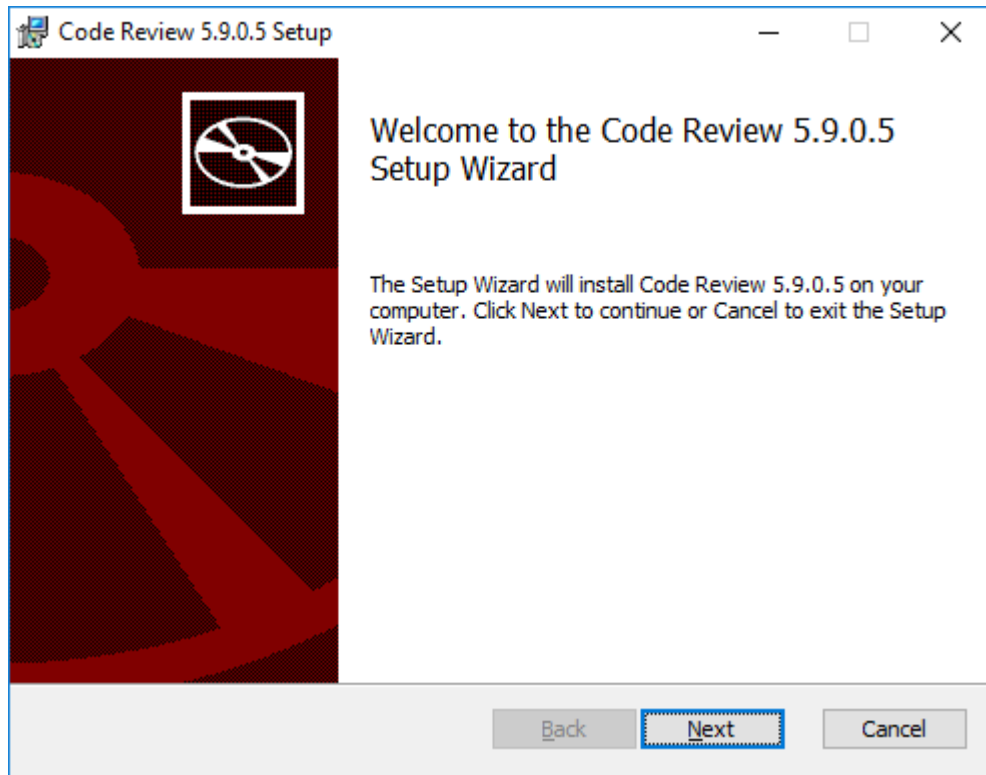 Code Review 5.9.0.5 Setup
Welcome to the Code Review 5.9.0.5
Setup Wizard
The Setup Wizard will install Code Review 5.9.0.5 on your
computer. Click Next to continue or Cancel to exit the Setup
Wizard.
Back Next Cancel